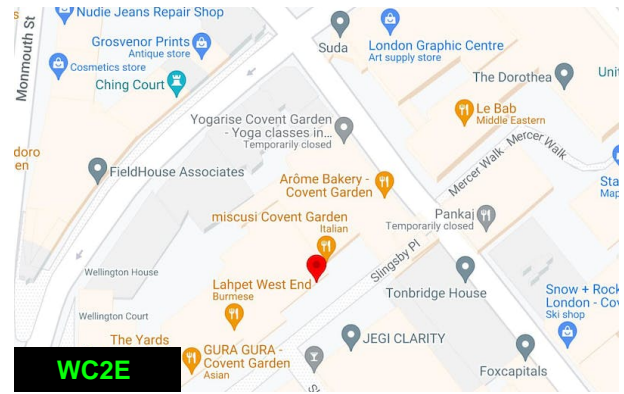 Nudie Jeans Repair Shop
Monmouth St
Grosvenor Prints
Antique store
Cosmetics store
Ching Court
Suda
London Graphic Centre
Art supply store
The Dorothea
Le Bab
Middle Eastern
Yogarise Covent Garden
- Yoga classes in...
Temporarily closed
Mercer Walk
Mercer Walk
FieldHouse Associates
Arôme Bakery -
Covent Garden
miscusi Covent Garden
Italian
Pankaj
Temporarily closed
Slingsby Pl
Wellington House
Lahpet West End
Burmese
Tonbridge House
Snow + Rock
Ski shop
Wellington Court
The Yards
GURA GURA -
Covent Garden
Asian
JEGI CLARITY
Foxcapitals
WC2E